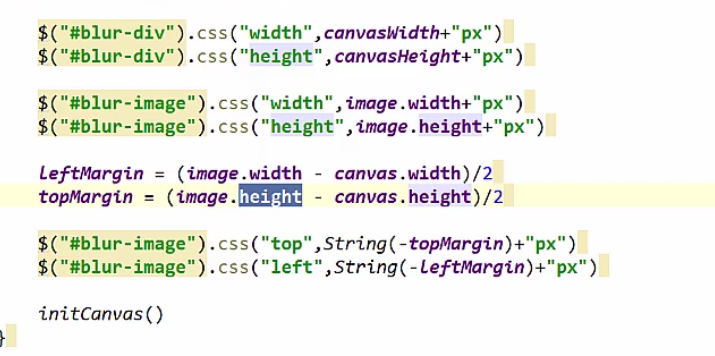 $("#blur-div").css("width",canvasWidth+"px")
$("#blur-div").css("height",canvasHeight+"px")
$("#blur-image").css("width",image.width+"px")
$("#blur-image").css("height",image.height+"px")
leftMargin = (image.width - canvas.width)/2
topMargin = (image.height - canvas.height)/2
$("#blur-image").css("top",String(-topMargin)+"px")
$("#blur-image").css("left",String(-leftMargin)+"px")
initCanvas()
}